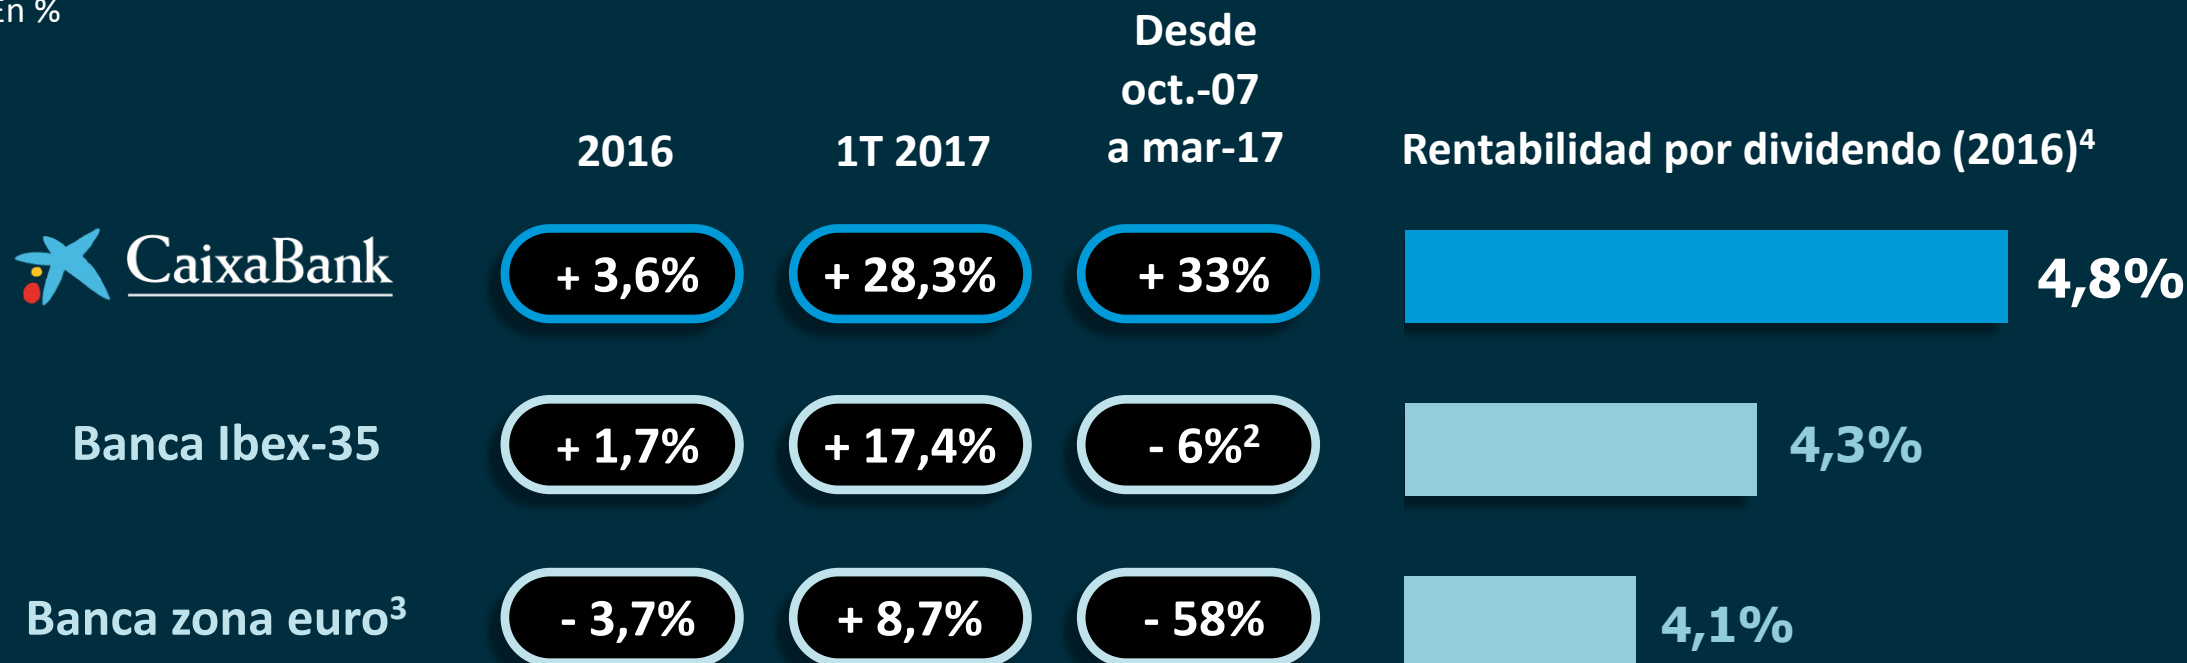 En %
Desde
oct.-07
a mar-17
2016
1T 2017
Rentabilidad por dividendo (2016)⁴
CaixaBank
+ 3,6%
+ 28,3%
+ 33%
4,8%
Banca Ibex-35
+ 1,7%
+ 17,4%
- 6%²
4,3%
Banca zona euro³
- 3,7%
+ 8,7%
- 58%
4,1%